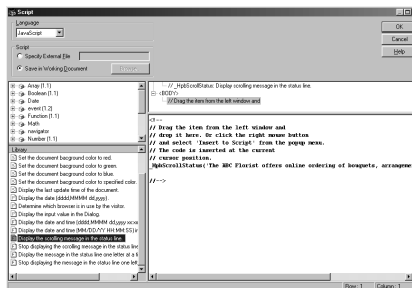 Script
Language
JavaScript
OK
Cancel
Help
Script
Specify External File
Save in Working Document
Browse
Array (1.1)
Boolean (1.1)
Date
event (1.2)
Function (1.1)
Math
navigator
Number (1.1)
// _HpbScrollStatus: Display scrolling message in the status line.
<BODY>
// Drag the item from the left window and
<!--
// Drag the item from the left window and
// drop it here. Or click the right mouse button
// and select 'Insert to Script' from the popup menu.
// The code is inserted at the current
// cursor position.
_HpbScrollStatus('The ABC Florist offers online ordering of bouquets, arrangeme
//-->
Library
Set the document bacground color to red.
Set the document bacground color to green.
Set the document bacground color to blue.
Set the document bacground color to specified color.
Display the last update time of the document.
Display the date (dddd,MMMM dd,yyyy).
Determine which browser is in use by the visitor.
Display the input value in the Dialog.
Display the date and time (dddd,MMMM dd,yyyy
Display the date and time (MM/DD/YY HH:MM:SS) in
Display the scrolling message in the status line.
Stop displaying the scrolling message in the status line
Display the message in the status line one letter at a ti
Stop displaying the message in the status line one lett
Row : 1 Column : 1